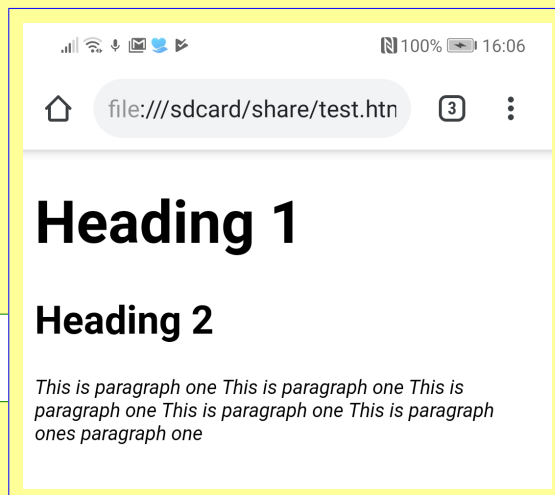 100% 16:06
file:///sdcard/share/test.htn
3
Heading 1
Heading 2
This is paragraph one This is paragraph one This is
paragraph one This is paragraph one This is paragraph
ones paragraph one